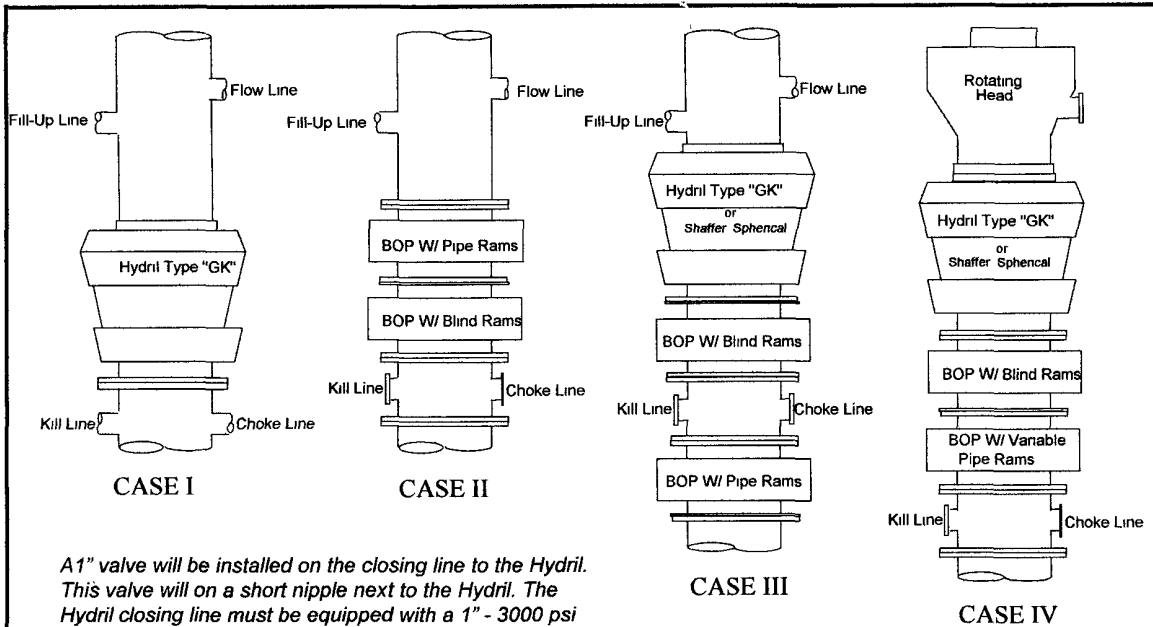 Flow Line
Fill-Up Line
Hydril Type "GK"
Kill Line
Choke Line
CASE I
Flow Line
Fill-Up Line
BOP W/ Pipe Rams
BOP W/ Blind Rams
Kill Line
Choke Line
CASE II
Flow Line
Fill-Up Line
Hydril Type "GK"
or
Shaffer Spherical
BOP W/ Blind Rams
Kill Line
Choke Line
BOP W/ Pipe Rams
CASE III
Rotating
Head
Hydril Type "GK"
or
Shaffer Spherical
BOP W/ Blind Rams
BOP W/ Variable
Pipe Rams
Kill Line
Choke Line
CASE IV
A1" valve will be installed on the closing line to the Hydril.
This valve will on a short nipple next to the Hydril. The
Hydril closing line must be equipped with a 1" - 3000 psi